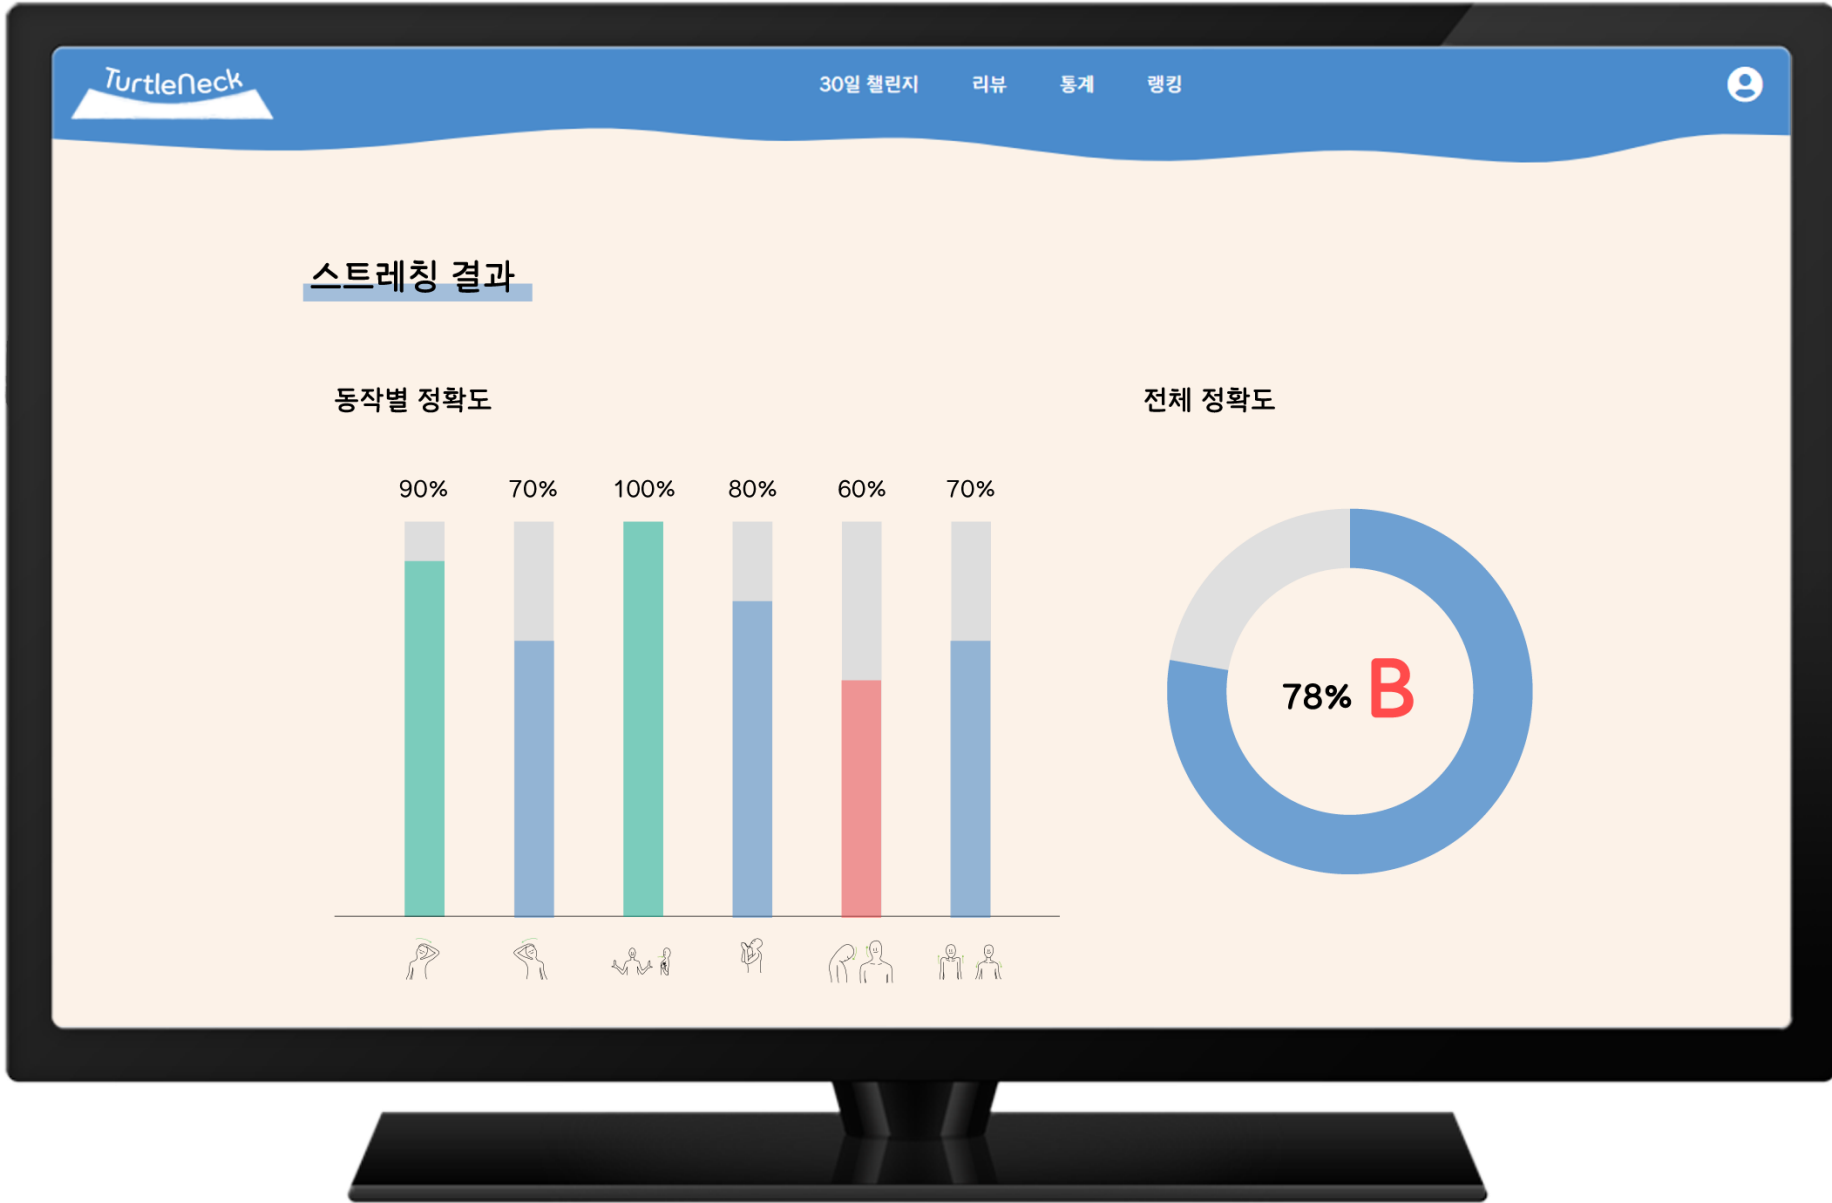 TurtleNeck
30일 챌린지 리뷰 통계 랭킹
스트레칭 결과
동작별 정확도
90% 70% 100% 80% 60% 70%
전체 정확도
78% B